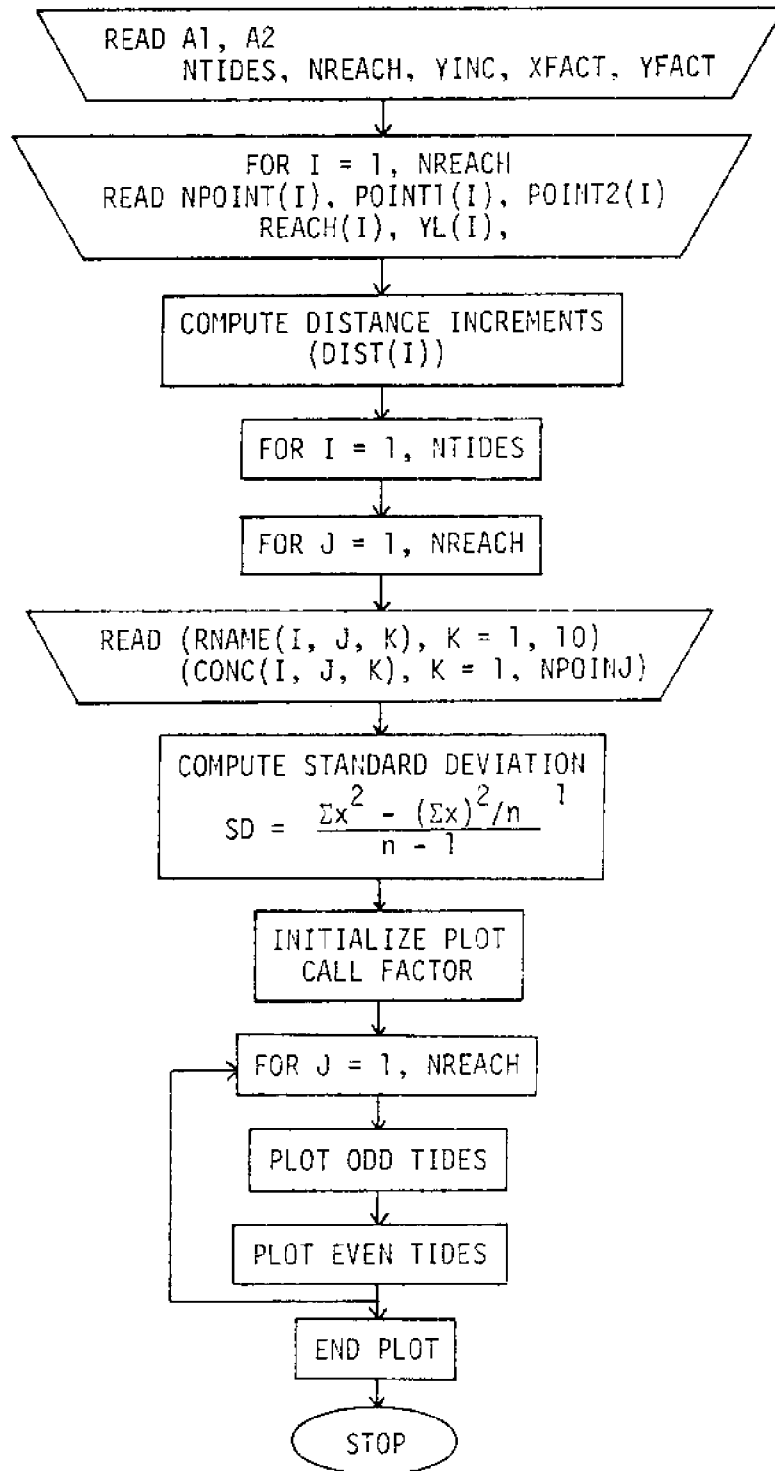 READ A1, A2
NTIDES, NREACH, YINC, XFACT, YFACT
FOR I = 1, NREACH
READ NPOINT(I), POINT1(I), POINT2(I)
REACH(I), YL(I),
COMPUTE DISTANCE INCREMENTS
(DIST(I))
FOR I = 1, NTIDES
FOR J = 1, NREACH
READ (RNAME(I, J, K), K = 1, 10)
(CONC(I, J, K), K = 1, NPOINJ)
COMPUTE STANDARD DEVIATION
SD = Σx² - (Σx)²/n 1
n - 1
INITIALIZE PLOT
CALL FACTOR
FOR J = 1, NREACH
PLOT ODD TIDES
PLOT EVEN TIDES
END PLOT
STOP